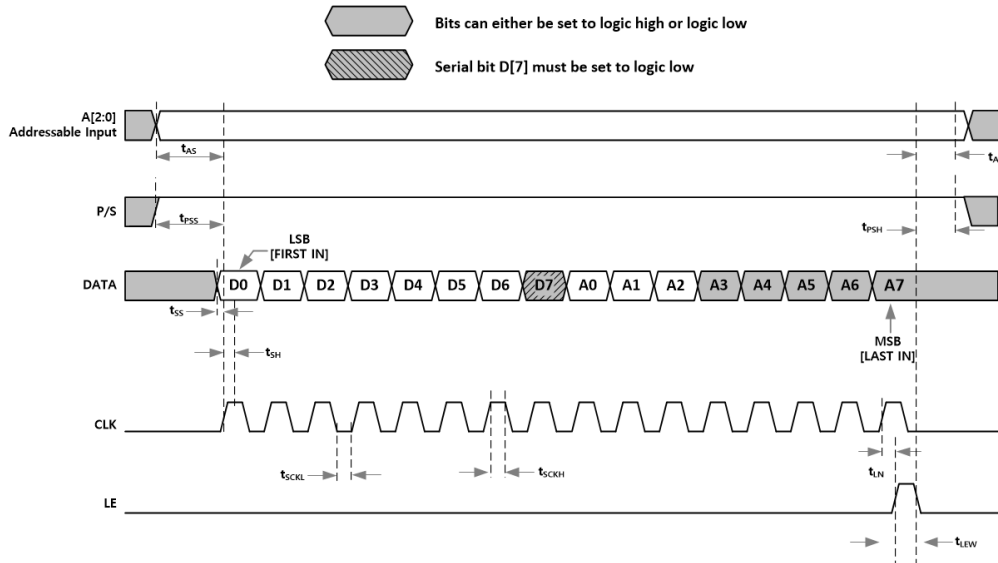 Bits can either be set to logic high or logic low
Serial bit D[7] must be set to logic low
A[2:0]
Addressable Input
tAS
tA
P/S
tPSS
tPSH
LSB
[FIRST IN]
DATA
D0 D1 D2 D3 D4 D5 D6 D7 A0 A1 A2 A3 A4 A5 A6 A7
tSS
tSH
MSB
[LAST IN]
CLK
tSCKL
tSCKH
tLN
LE
tLEW